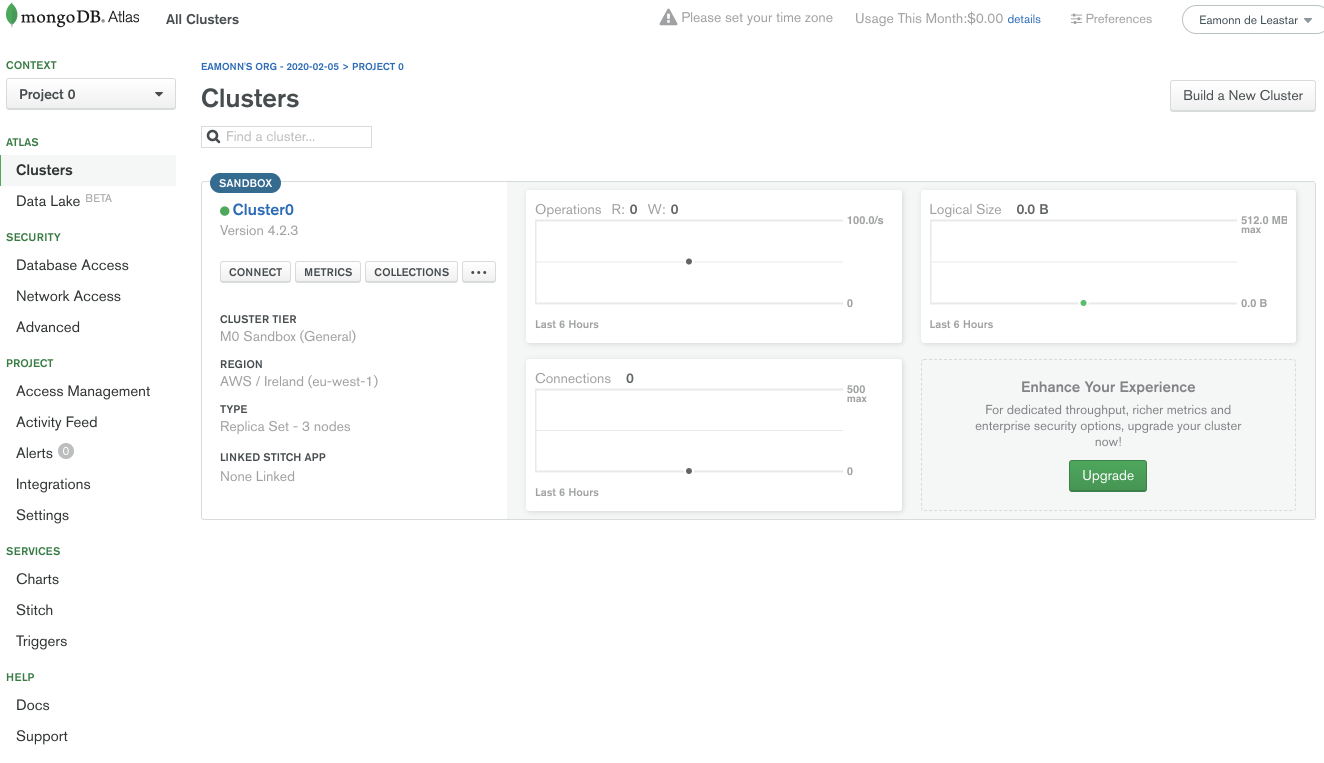 mongoDB. Atlas
All Clusters
Please set your time zone
Usage This Month:$0.00 details
Preferences
Eamonn de Leastar
CONTEXT
Project 0
ATLAS
Clusters
Data Lake BETA
SECURITY
Database Access
Network Access
Advanced
PROJECT
Access Management
Activity Feed
Alerts 0
Integrations
Settings
SERVICES
Charts
Stitch
Triggers
HELP
Docs
Support
EAMONN'S ORG - 2020-02-05 > PROJECT 0
Clusters
Build a New Cluster
Find a cluster...
SANDBOX
Cluster0
Version 4.2.3
CONNECT
METRICS
COLLECTIONS
...
CLUSTER TIER
M0 Sandbox (General)
REGION
AWS / Ireland (eu-west-1)
TYPE
Replica Set - 3 nodes
LINKED STITCH APP
None Linked
Operations R: 0 W: 0
100.0/s
0
Last 6 Hours
Logical Size 0.0 B
512.0 MB
max
0.0 B
Last 6 Hours
Connections 0
500
max
0
Last 6 Hours
Enhance Your Experience
For dedicated throughput, richer metrics and
enterprise security options, upgrade your cluster
now!
Upgrade